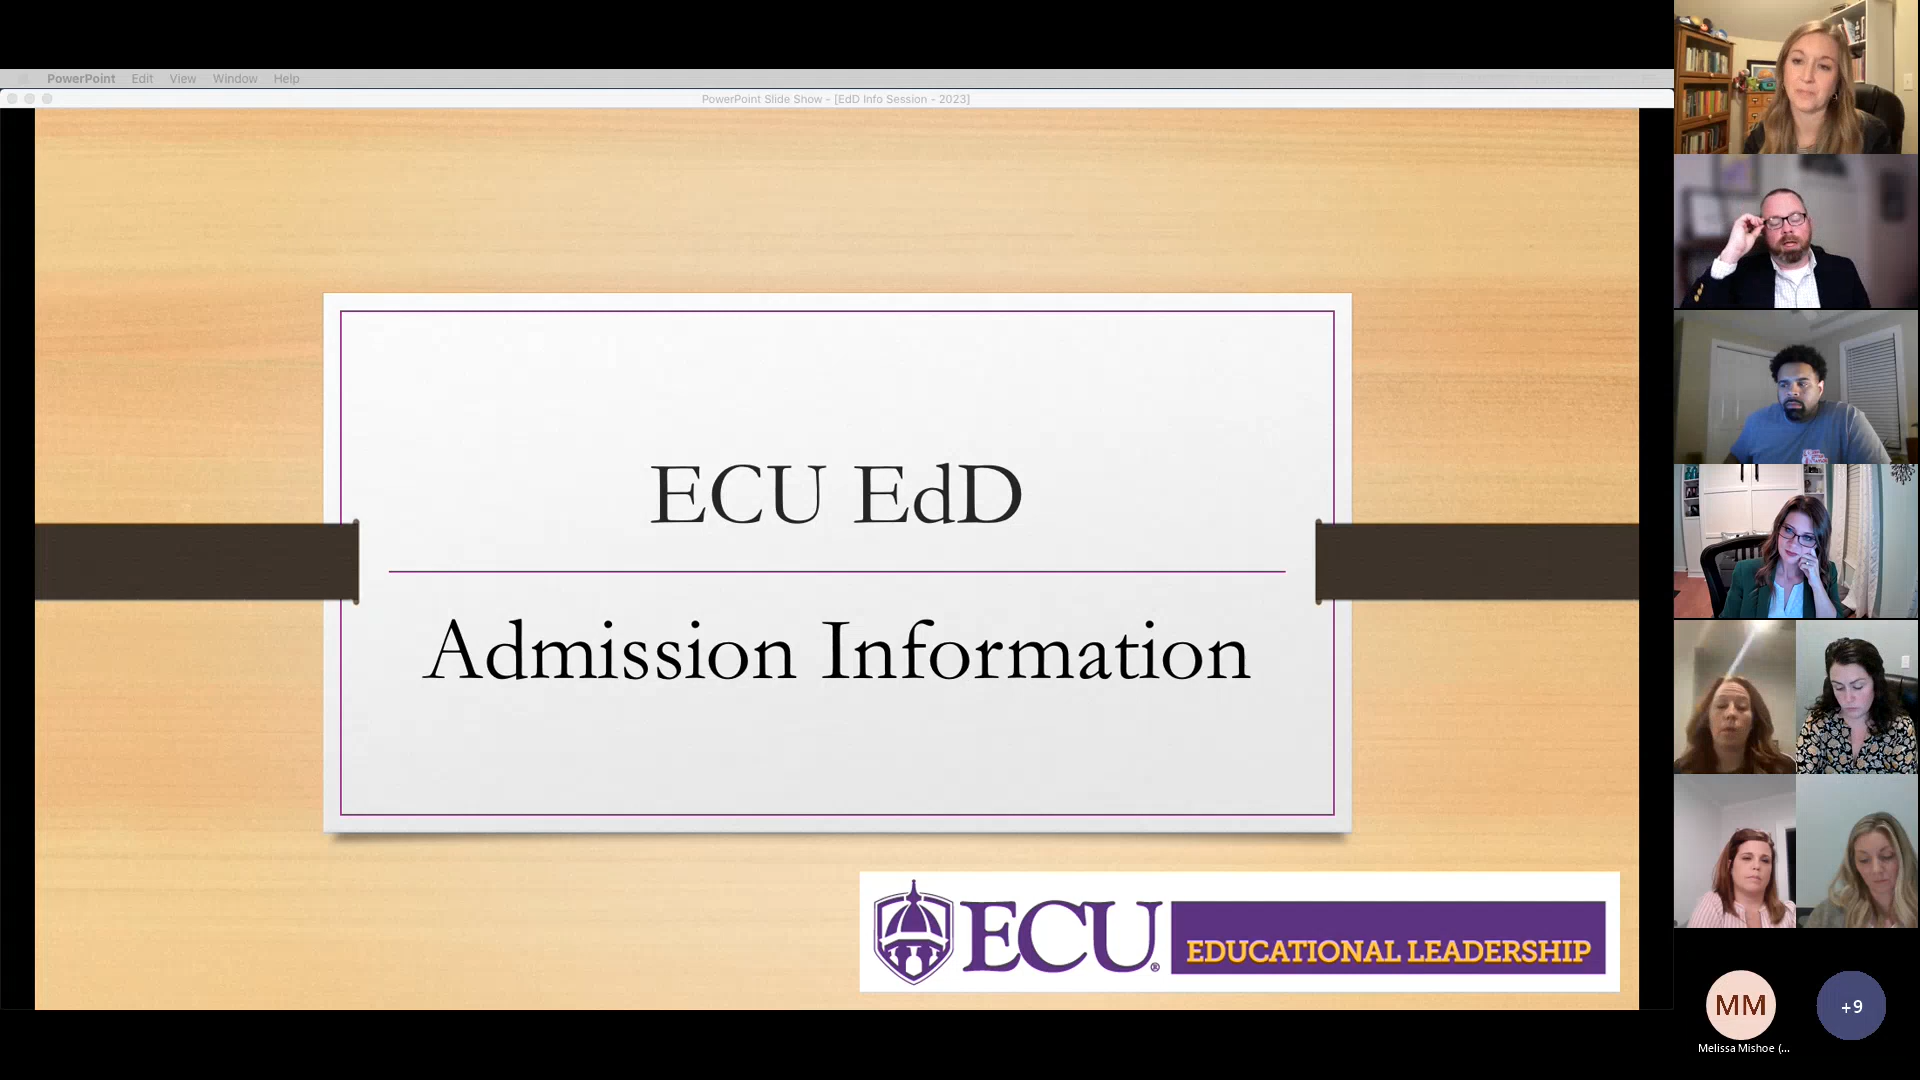 PowerPoint Edit View Window Help
PowerPoint Slide Show - [EdD Info Session - 2023]
ECU EdD
Admission Information
ECU® EDUCATIONAL LEADERSHIP
MM
+9
Melissa Mishoe (...